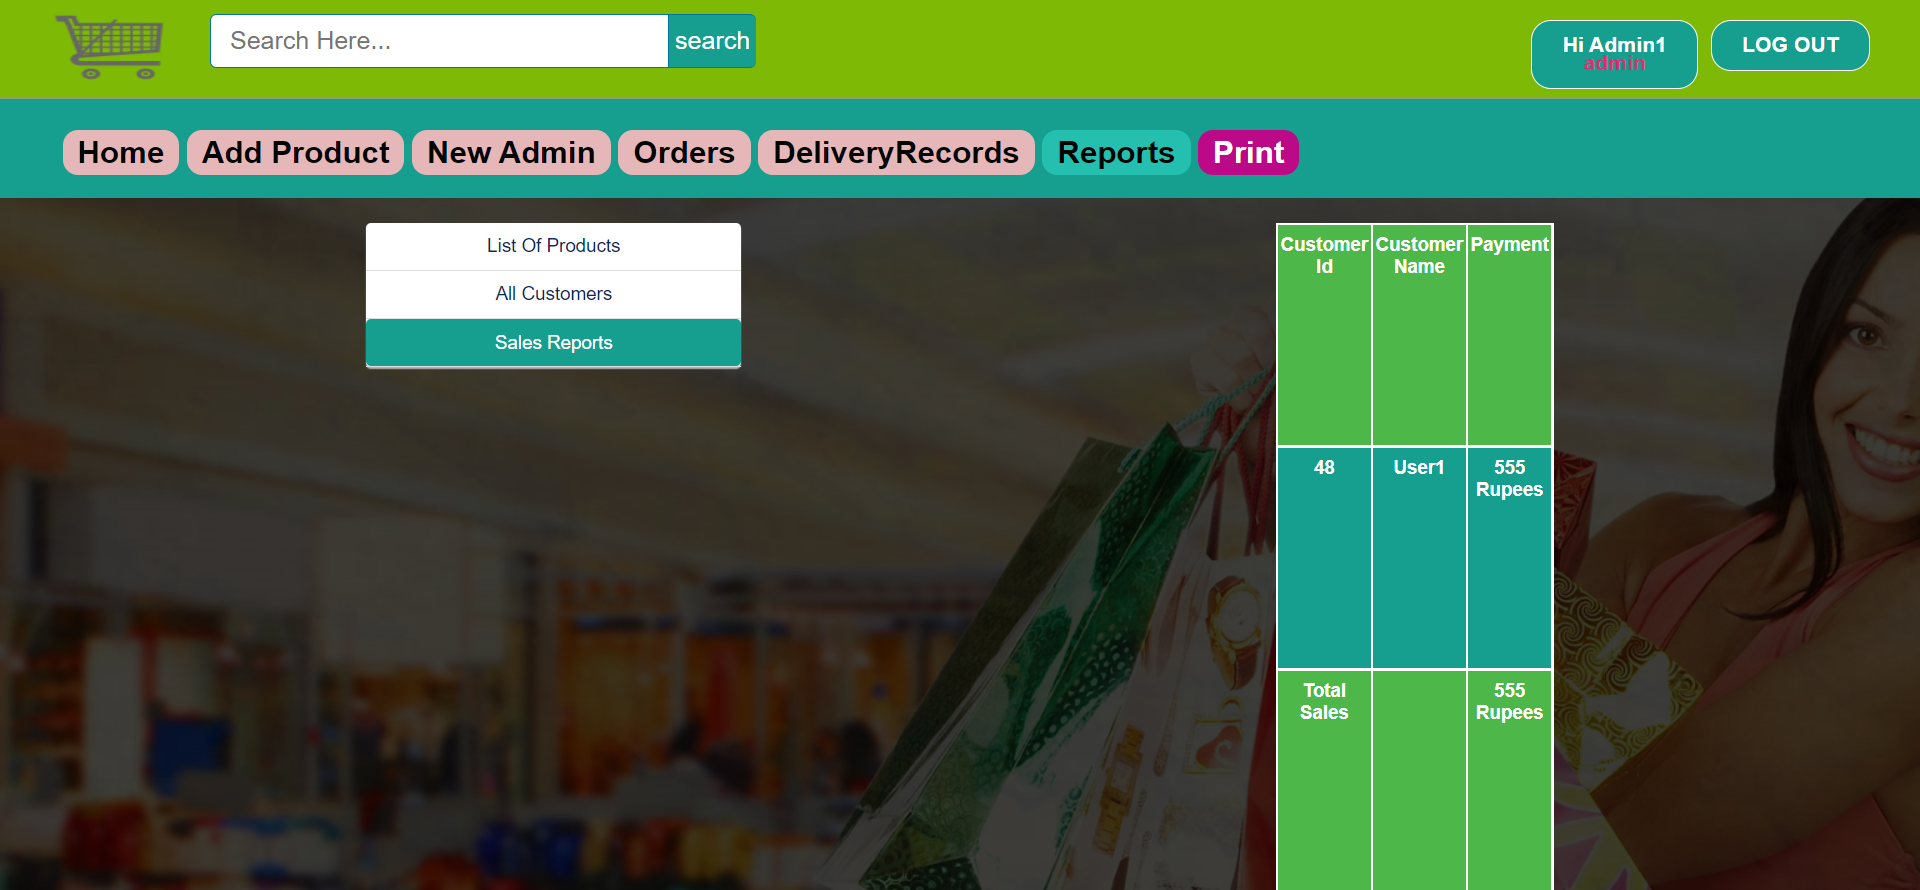 Search Here...
search
Hi Admin1
admin
LOG OUT
Home
Add Product
New Admin
Orders
DeliveryRecords
Reports
Print
List Of Products
All Customers
Sales Reports
Customer
Id
Customer
Name
Payment
48
User1
555
Rupees
Total
Sales
555
Rupees